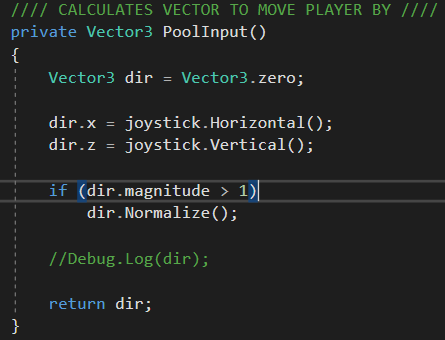 //// CALCULATES VECTOR TO MOVE PLAYER BY ////
private Vector3 PoolInput()
{
    Vector3 dir = Vector3.zero;

    dir.x = joystick.Horizontal();
    dir.z = joystick.Vertical();

    if (dir.magnitude > 1)
        dir.Normalize();

    //Debug.Log(dir);

    return dir;
}